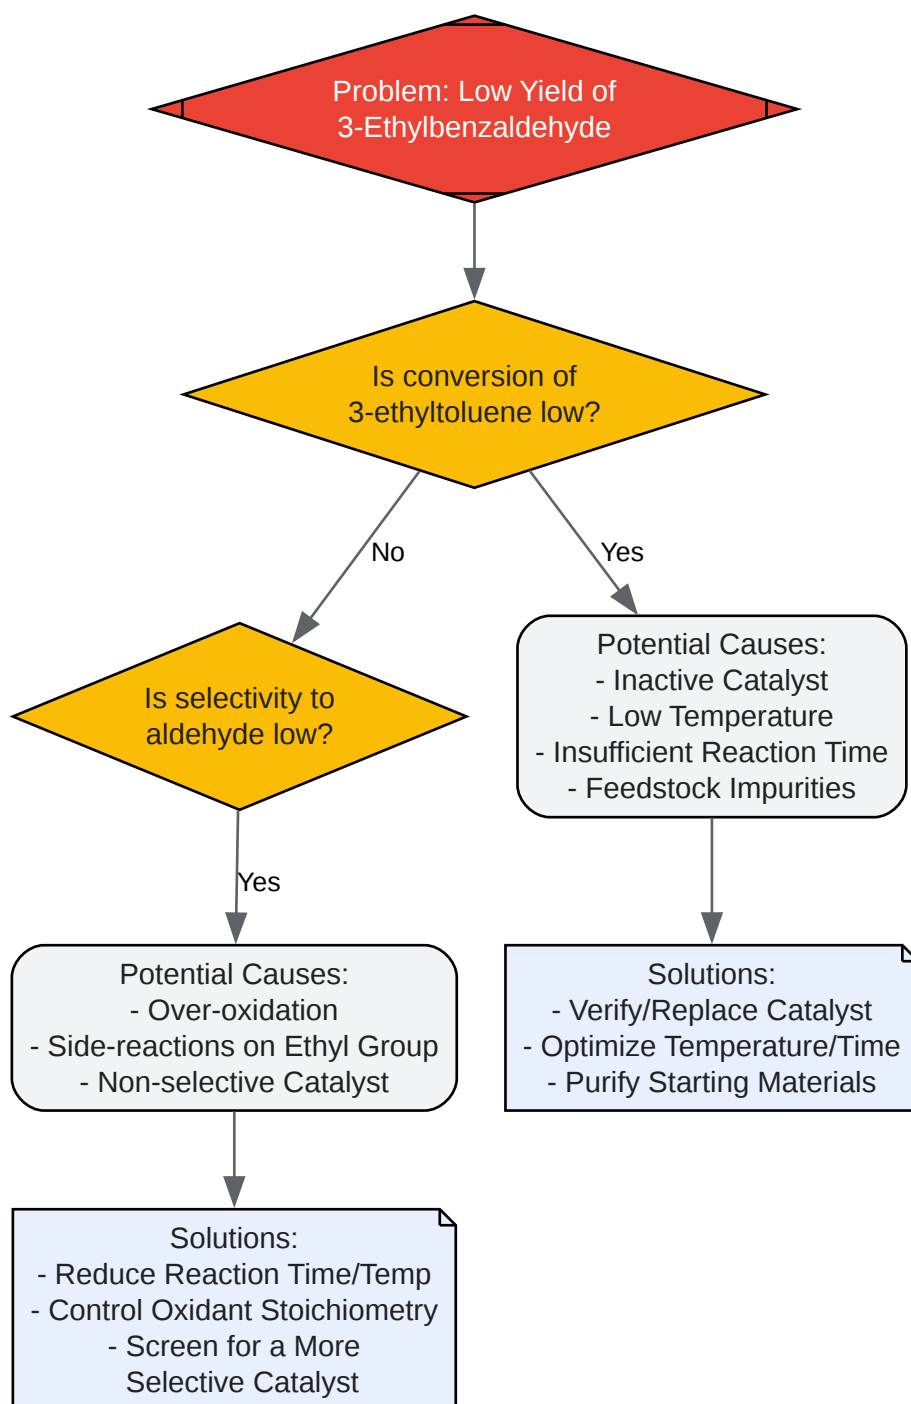 Problem: Low Yield of
3-Ethylbenzaldehyde
Is conversion of
3-ethyltoluene low?
No
Yes
Is selectivity to
aldehyde low?
Potential Causes:
- Inactive Catalyst
- Low Temperature
- Insufficient Reaction Time
- Feedstock Impurities
Yes
Potential Causes:
- Over-oxidation
- Side-reactions on Ethyl Group
- Non-selective Catalyst
Solutions:
- Verify/Replace Catalyst
- Optimize Temperature/Time
- Purify Starting Materials
Solutions:
- Reduce Reaction Time/Temp
- Control Oxidant Stoichiometry
- Screen for a More
Selective Catalyst